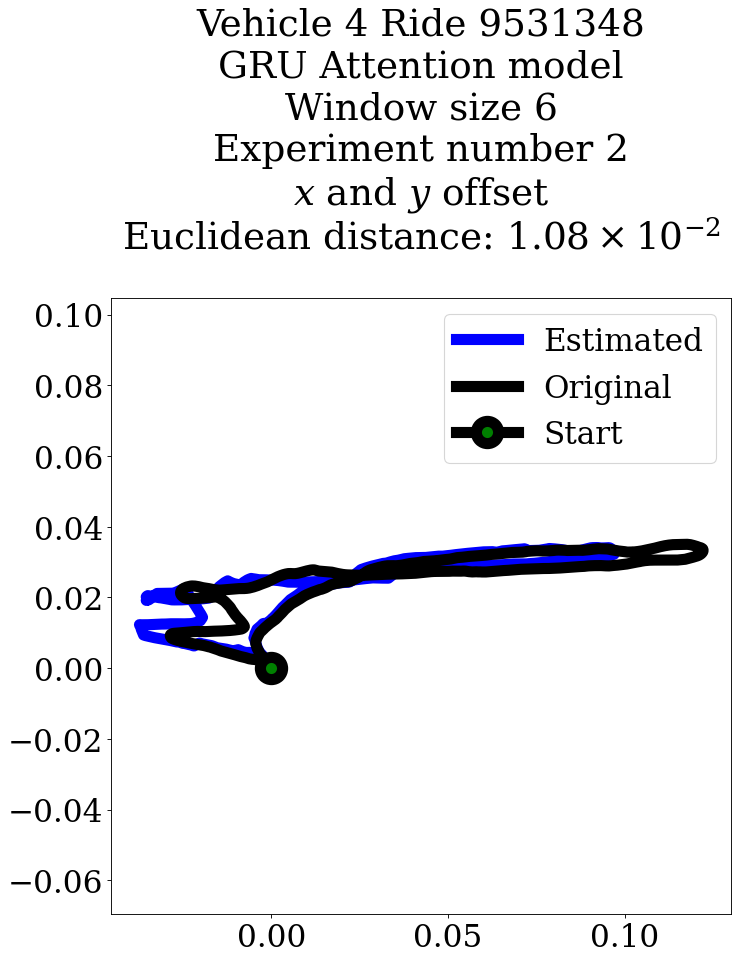 Vehicle 4 Ride 9531348
GRU Attention model
Window size 6
Experiment number 2
x and y offset
Euclidean distance: 1.08 × 10⁻²
Estimated
Original
Start
0.10
0.08
0.06
0.04
0.02
0.00
−0.02
−0.04
−0.06
0.00 0.05 0.10